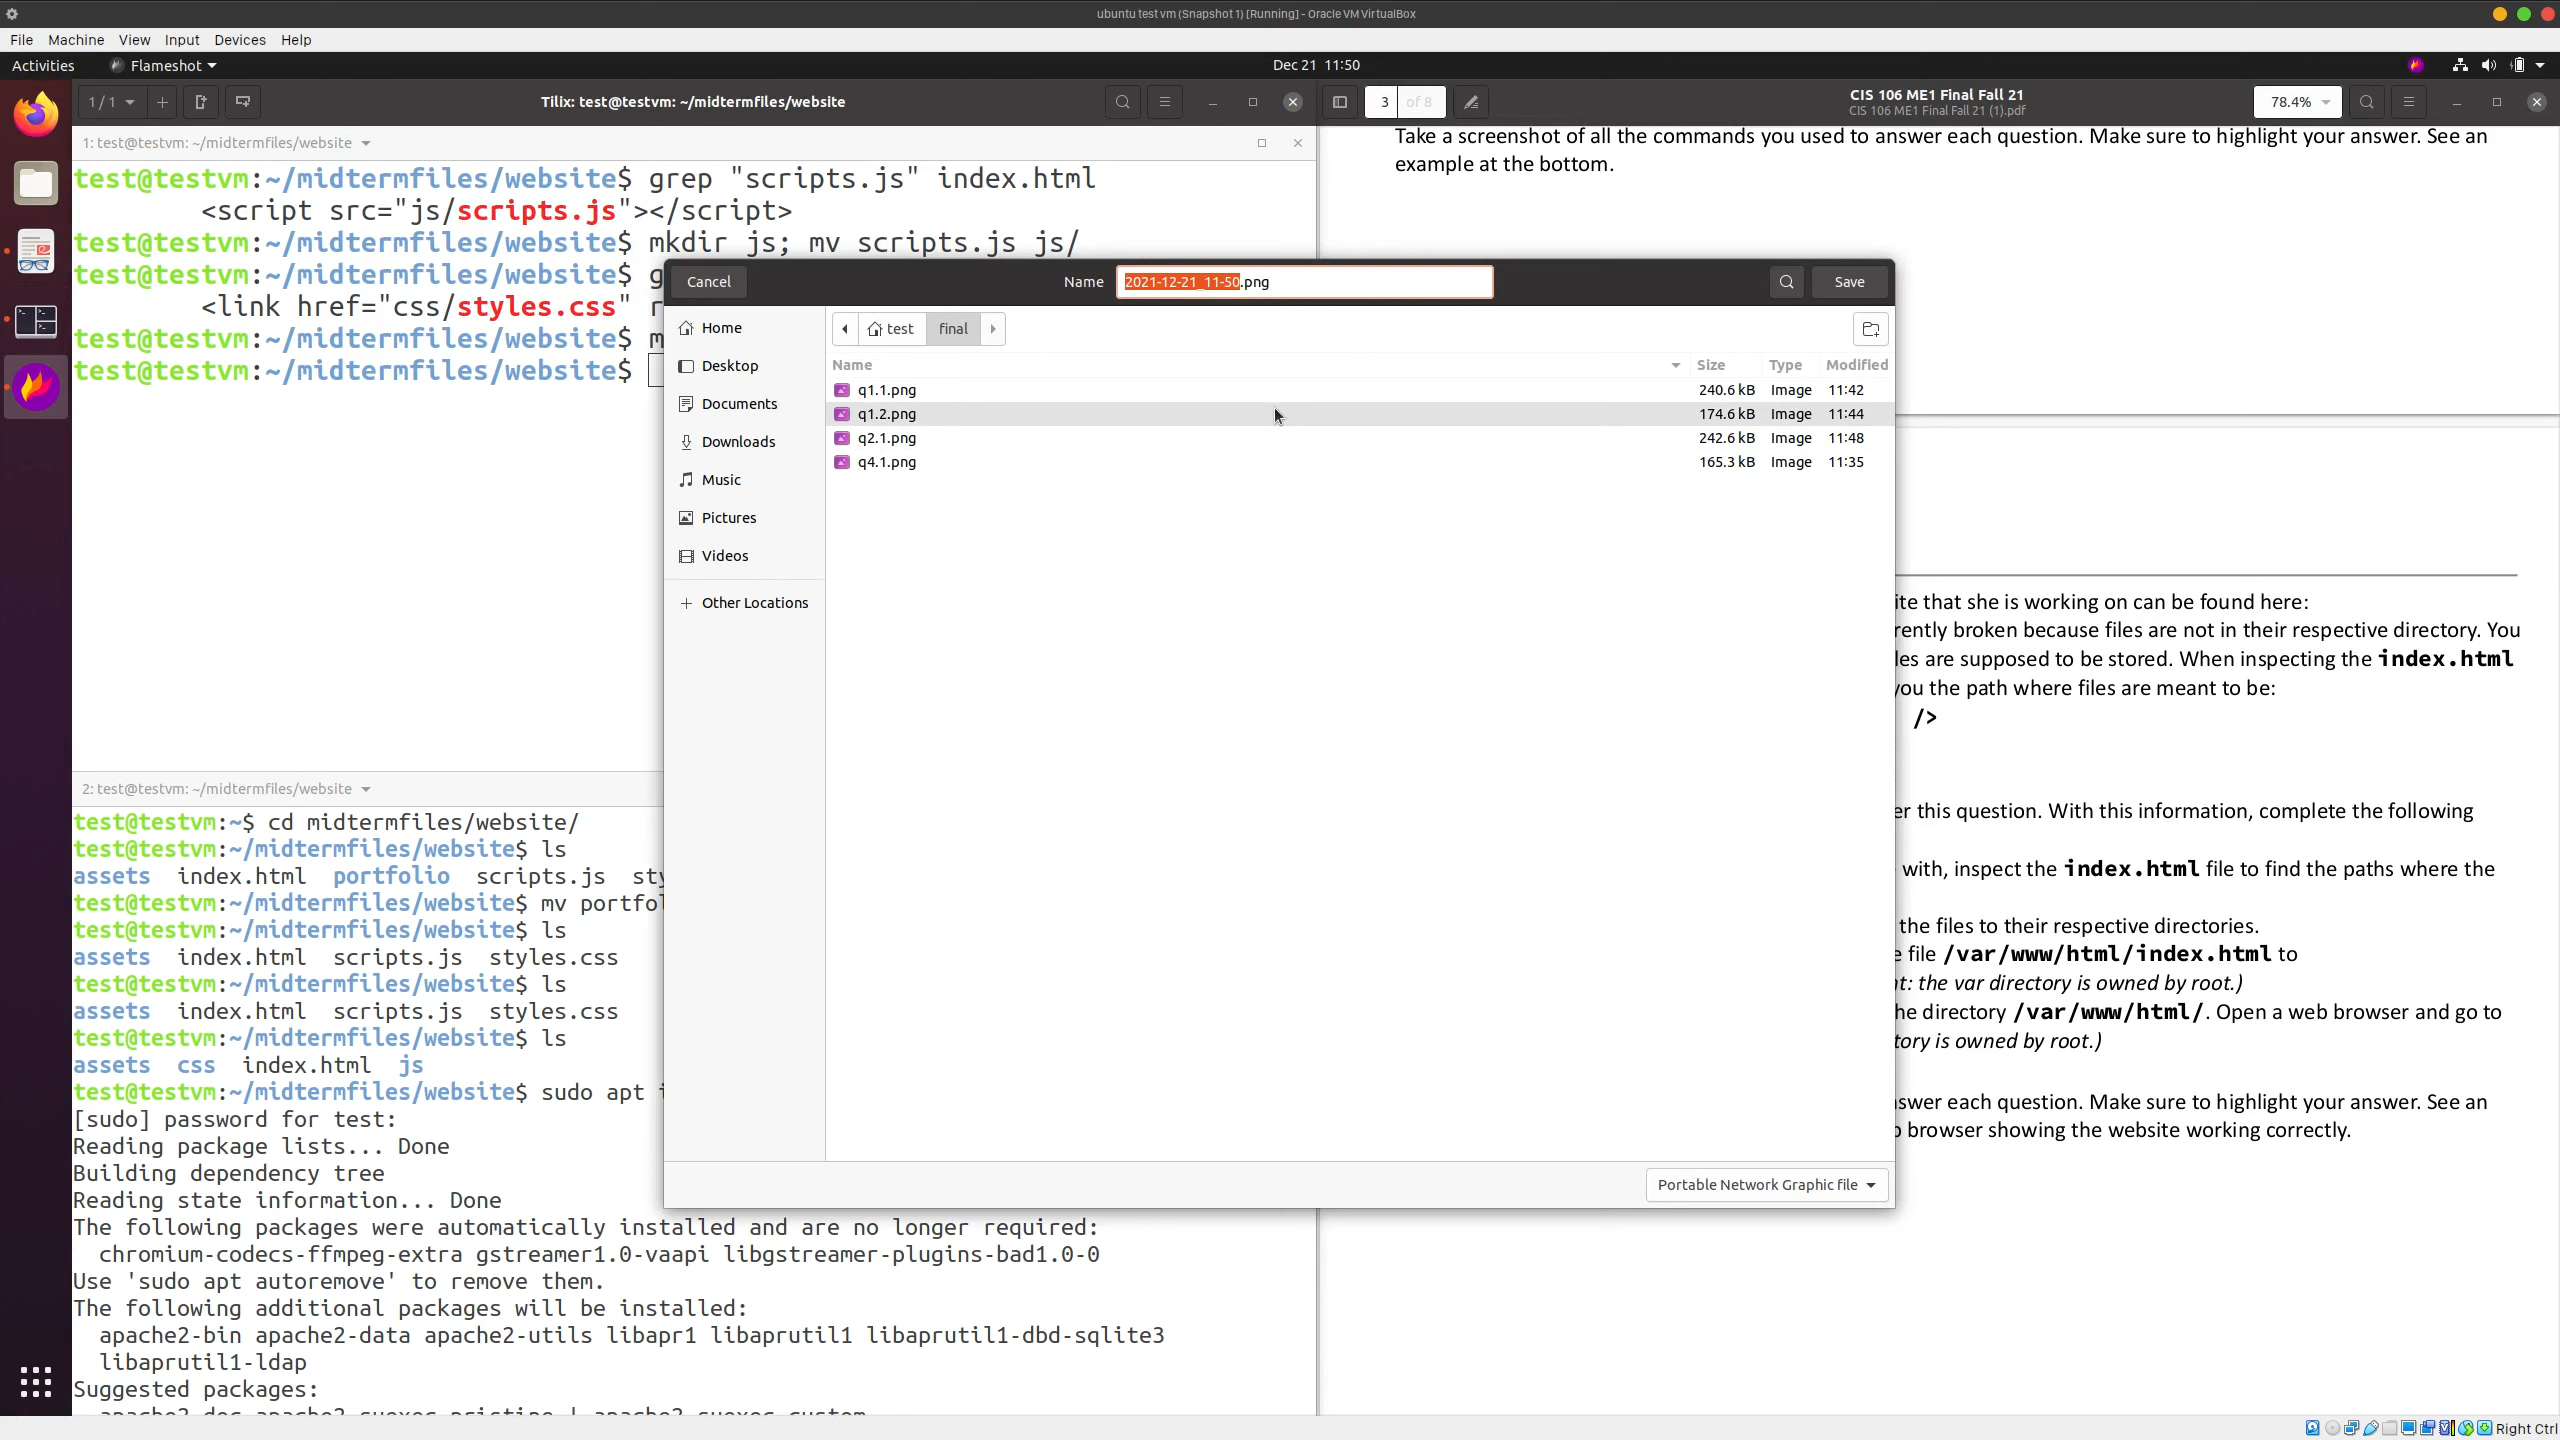 ubuntu test vm (Snapshot 1) [Running] - Oracle VM VirtualBox
File Machine View Input Devices Help
Activities Flameshot Dec 21 11:50
1 / 1 Tilix: test@testvm: ~/midtermfiles/website
1: test@testvm: ~/midtermfiles/website
test@testvm:~/midtermfiles/website$ grep "scripts.js" index.html
<script src="js/scripts.js"></script>
test@testvm:~/midtermfiles/website$ mkdir js; mv scripts.js js/
test@testvm:~/midtermfiles/website$ g
<link href="css/styles.css" r
test@testvm:~/midtermfiles/website$ m
test@testvm:~/midtermfiles/website$
2: test@testvm: ~/midtermfiles/website
test@testvm:~$ cd midtermfiles/website/
test@testvm:~/midtermfiles/website$ ls
assets index.html portfolio scripts.js sty
test@testvm:~/midtermfiles/website$ mv portfol
test@testvm:~/midtermfiles/website$ ls
assets index.html scripts.js styles.css
test@testvm:~/midtermfiles/website$ ls
assets index.html scripts.js styles.css
test@testvm:~/midtermfiles/website$ ls
assets css index.html js
test@testvm:~/midtermfiles/website$ sudo apt i
[sudo] password for test:
Reading package lists... Done
Building dependency tree
Reading state information... Done
The following packages were automatically installed and are no longer required:
chromium-codecs-ffmpeg-extra gstreamer1.0-vaapi libgstreamer-plugins-bad1.0-0
Use 'sudo apt autoremove' to remove them.
The following additional packages will be installed:
apache2-bin apache2-data apache2-utils libapr1 libaprutil1 libaprutil1-dbd-sqlite3
libaprutil1-ldap
Suggested packages:
apache2-doc apache2-suexec-pristine | apache2-suexec-custom
Cancel Name 2021-12-21_11-50.png Save
Home
Desktop
Documents
Downloads
Music
Pictures
Videos
Other Locations
test final
Name Size Type Modified
q1.1.png 240.6 kB Image 11:42
q1.2.png 174.6 kB Image 11:44
q2.1.png 242.6 kB Image 11:48
q4.1.png 165.3 kB Image 11:35
Portable Network Graphic file
3 of 8 CIS 106 ME1 Final Fall 21 78.4%
CIS 106 ME1 Final Fall 21 (1).pdf
Take a screenshot of all the commands you used to answer each question. Make sure to highlight your answer. See an
example at the bottom.
ite that she is working on can be found here:
rently broken because files are not in their respective directory. You
les are supposed to be stored. When inspecting the index.html
you the path where files are meant to be:
/>
er this question. With this information, complete the following
with, inspect the index.html file to find the paths where the
the files to their respective directories.
e file /var/www/html/index.html to
nt: the var directory is owned by root.)
he directory /var/www/html/. Open a web browser and go to
tory is owned by root.)
nswer each question. Make sure to highlight your answer. See an
b browser showing the website working correctly.
Right Ctrl